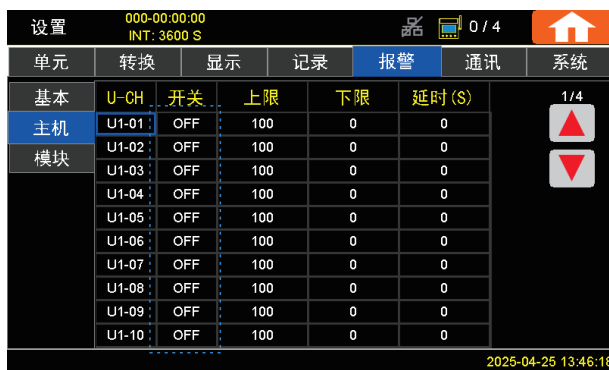 设置 000-00:00:00 0 / 4
INT: 3600 S
单元 转换 显示 记录 报警 通讯 系统
基本 U-CH 开关 上限 下限 延时(S) 1/4
主机 U1-01 OFF 100 0 0
U1-02 OFF 100 0 0
模块 U1-03 OFF 100 0 0
U1-04 OFF 100 0 0
U1-05 OFF 100 0 0
U1-06 OFF 100 0 0
U1-07 OFF 100 0 0
U1-08 OFF 100 0 0
U1-09 OFF 100 0 0
U1-10 OFF 100 0 0
2025-04-25 13:46:18